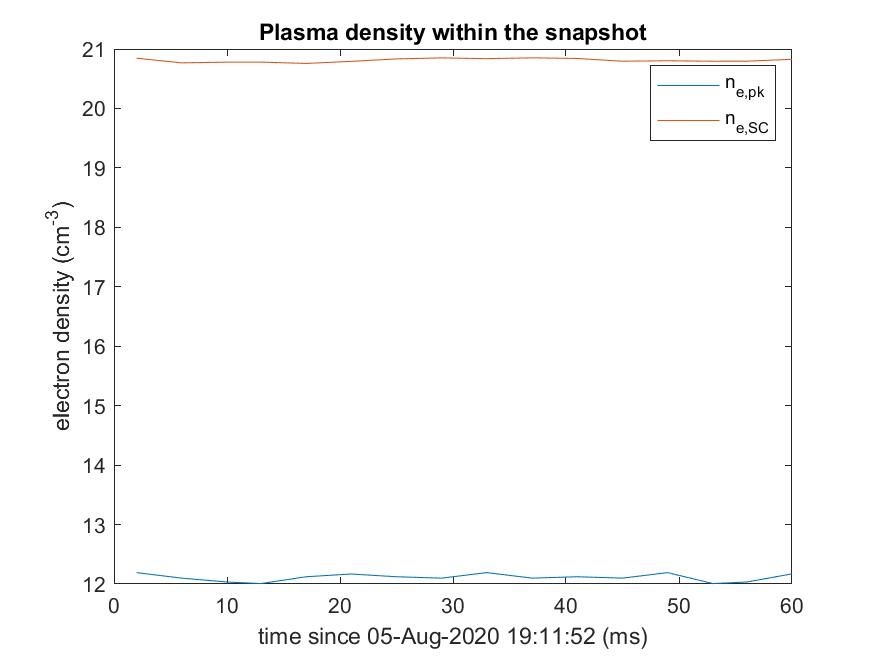 Plasma density within the snapshot
21
20
19
18
17
16
15
14
13
12
electron density (cm-3)
n e,pk
n e,SC
0 10 20 30 40 50 60
time since 05-Aug-2020 19:11:52 (ms)